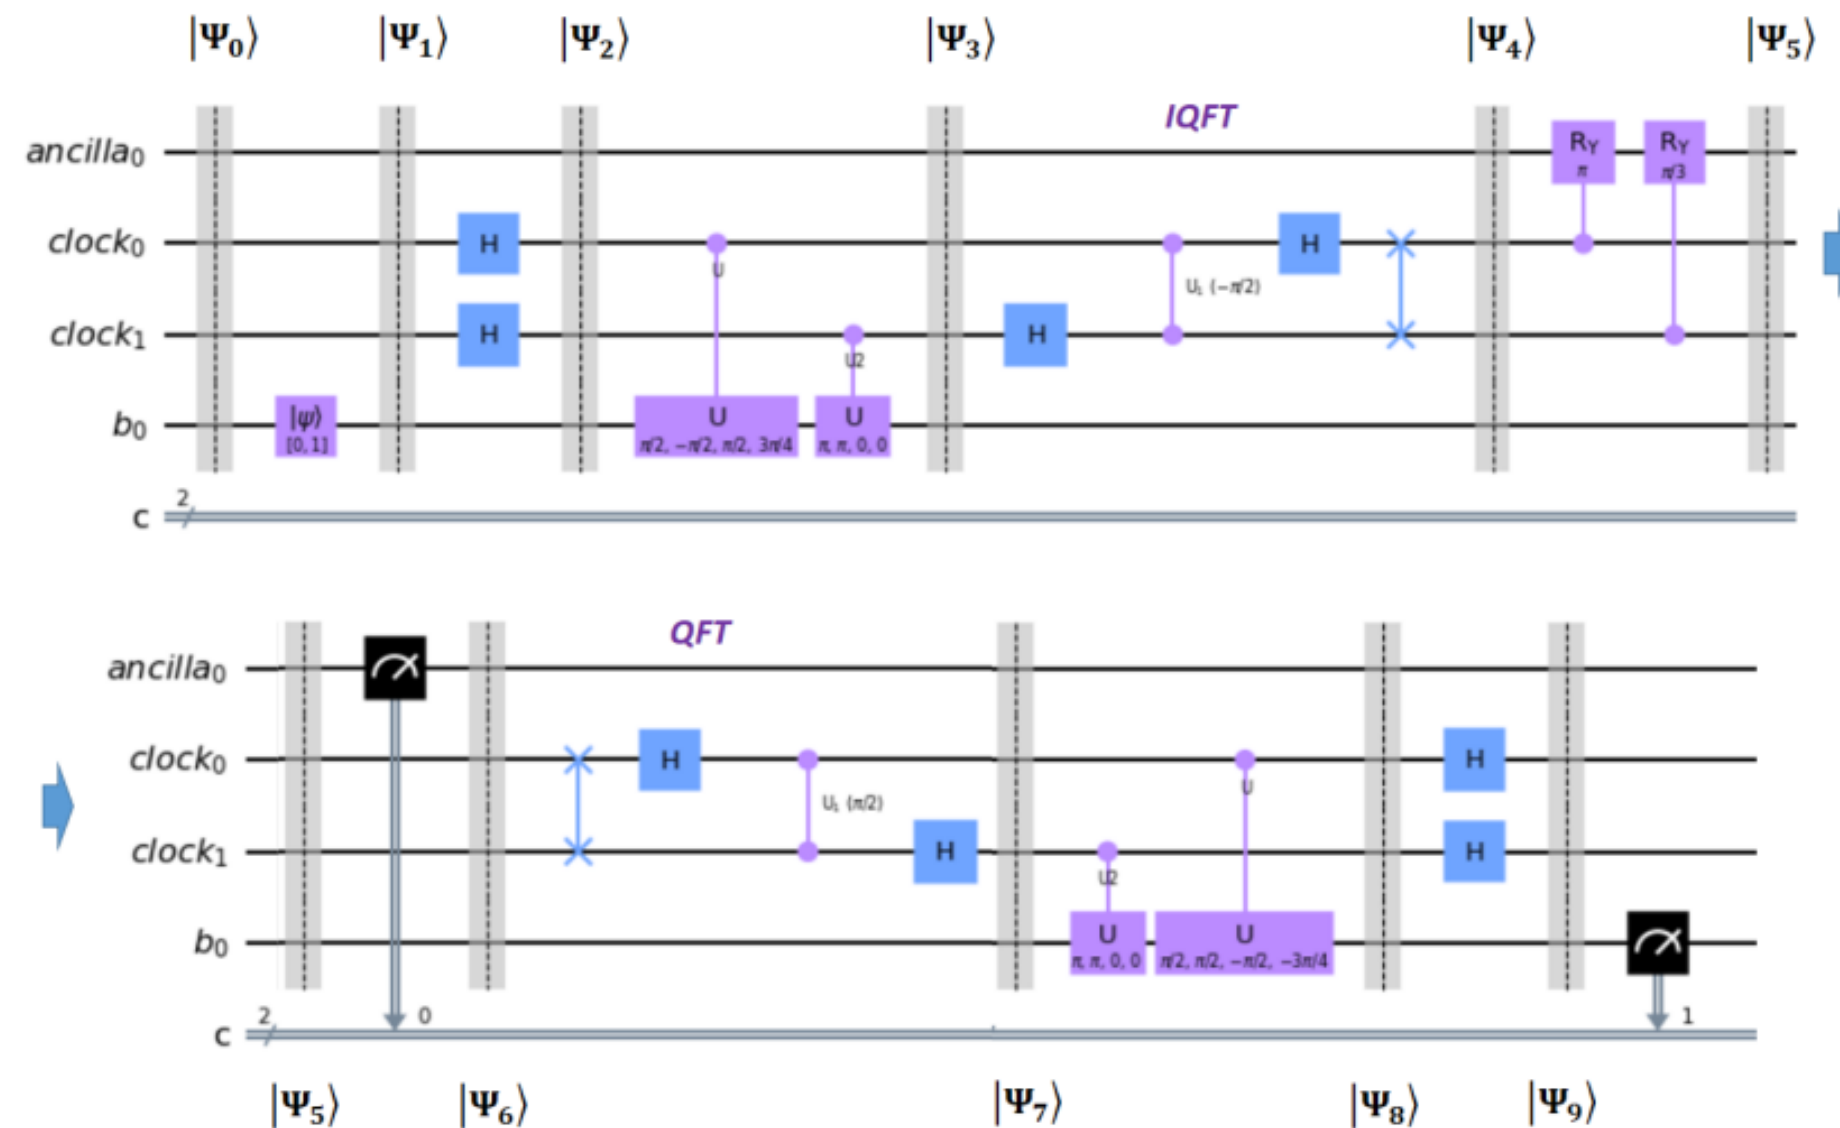 |Ψ₀⟩ |Ψ₁⟩ |Ψ₂⟩ |Ψ₃⟩ |Ψ₄⟩ |Ψ₅⟩
IQFT
ancilla₀ R_Y π R_Y π/3
clock₀ H U H
U₁ (−π/2)
clock₁ H H U2
b₀ |ψ⟩ [0, 1] U π/2, −π/2, π/2, 3π/4 U π, π, 0, 0
c 2
QFT
ancilla₀
clock₀ H U H
U₁ (π/2)
clock₁ H U2 H
b₀ U π, π, 0, 0 U π/2, π/2, −π/2, −3π/4
c 2 0 1
|Ψ₅⟩ |Ψ₆⟩ |Ψ₇⟩ |Ψ₈⟩ |Ψ₉⟩